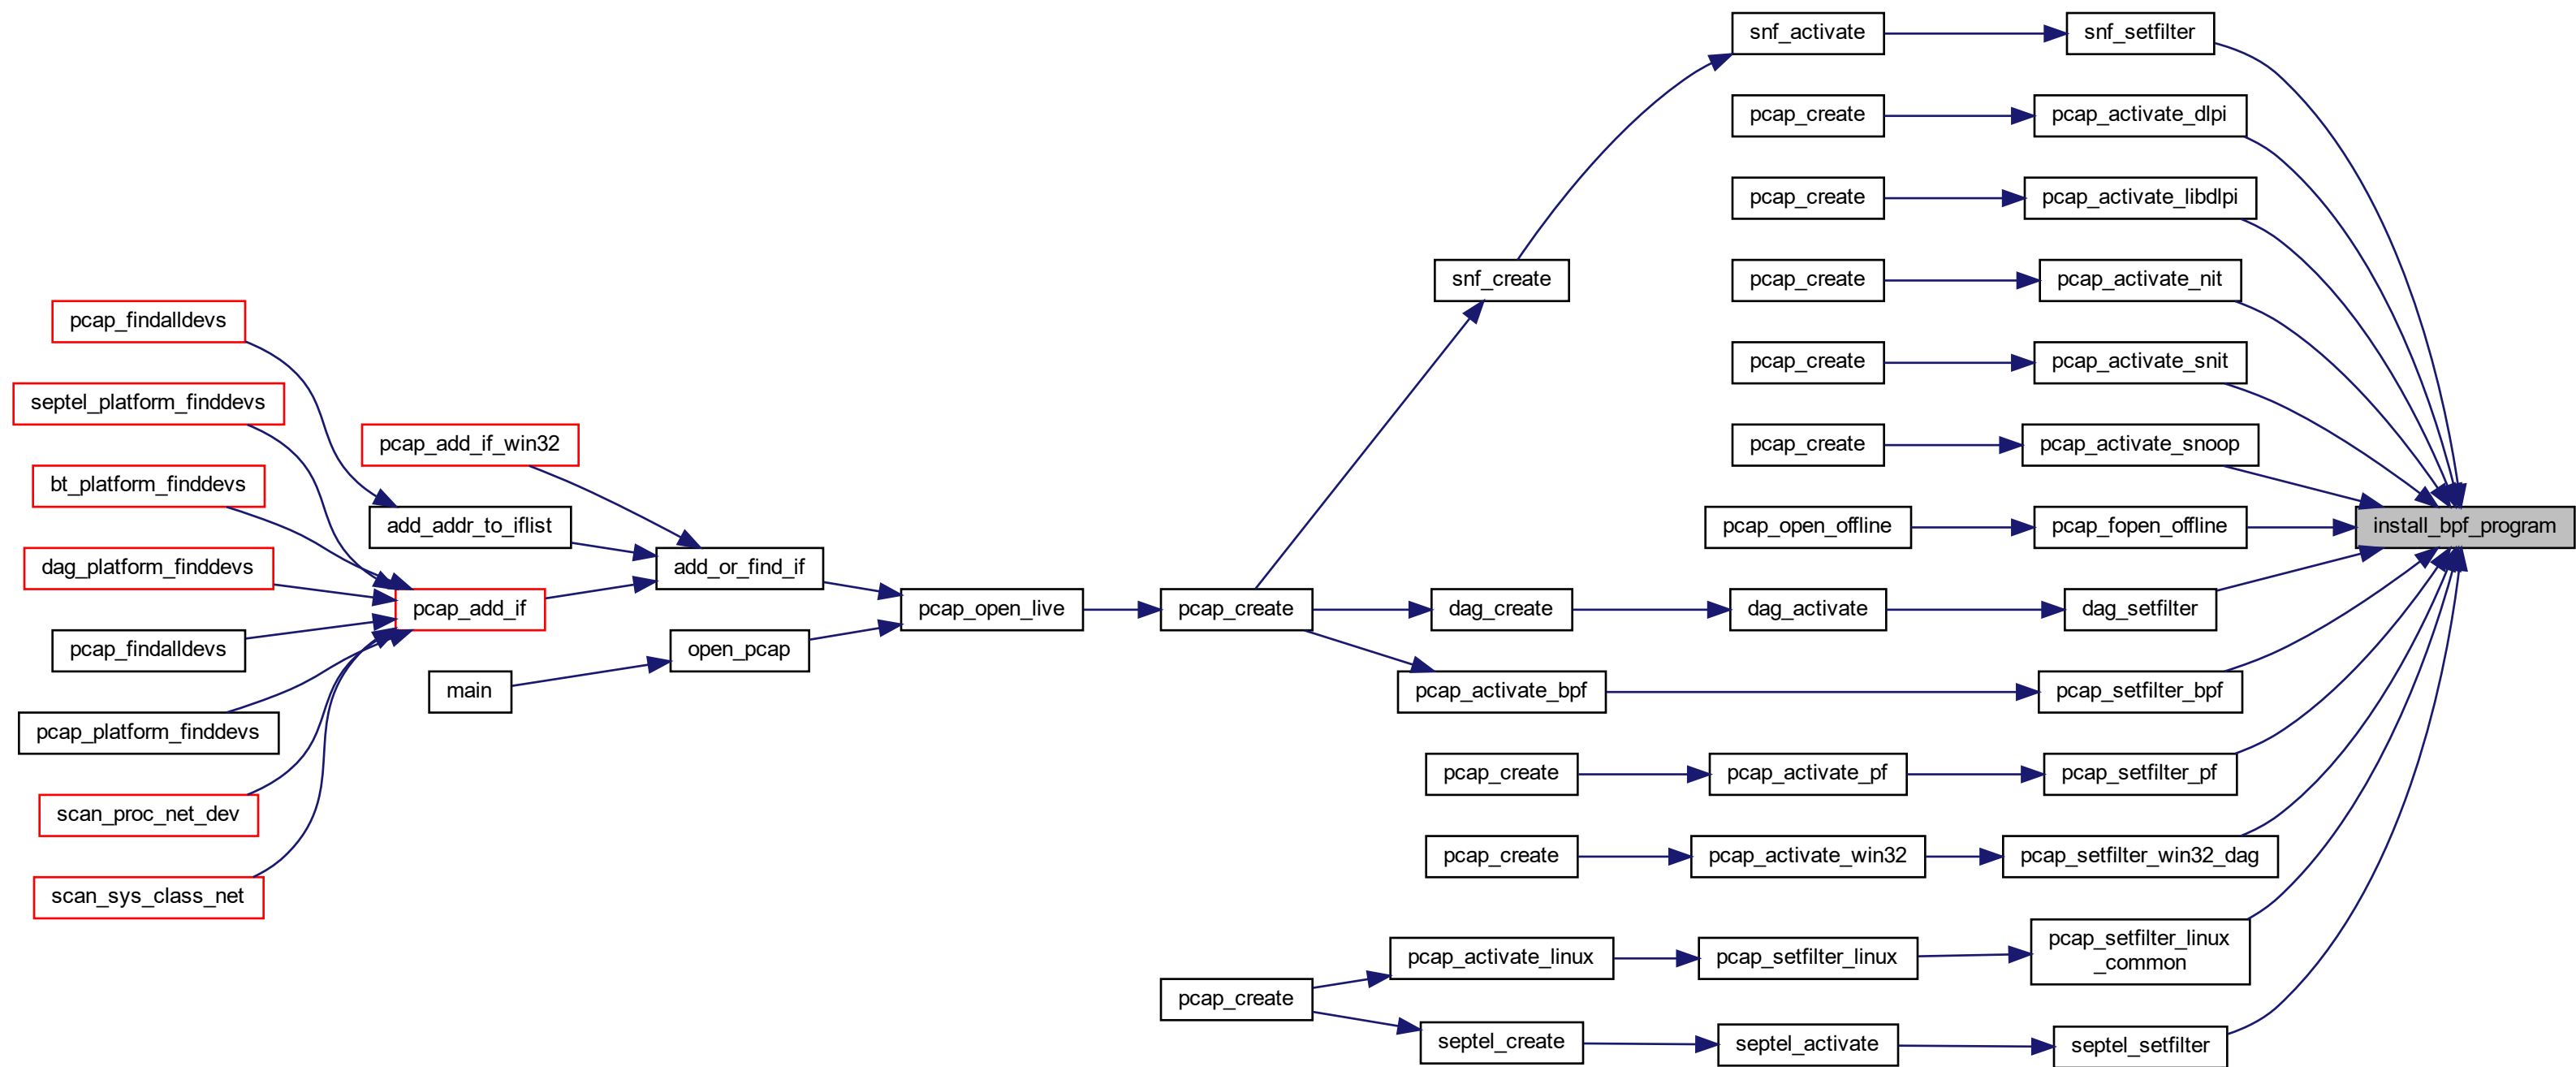 snf_activate
snf_setfilter
pcap_create
pcap_activate_dlpi
pcap_create
pcap_activate_libdlpi
snf_create
pcap_create
pcap_activate_nit
pcap_findalldevs
pcap_create
pcap_activate_snit
septel_platform_finddevs
pcap_add_if_win32
pcap_create
pcap_activate_snoop
bt_platform_finddevs
add_addr_to_iflist
pcap_open_offline
pcap_fopen_offline
install_bpf_program
dag_platform_finddevs
add_or_find_if
pcap_add_if
pcap_open_live
pcap_create
dag_create
dag_activate
dag_setfilter
pcap_findalldevs
open_pcap
main
pcap_activate_bpf
pcap_setfilter_bpf
pcap_platform_finddevs
pcap_create
pcap_activate_pf
pcap_setfilter_pf
scan_proc_net_dev
pcap_create
pcap_activate_win32
pcap_setfilter_win32_dag
scan_sys_class_net
pcap_activate_linux
pcap_setfilter_linux
pcap_setfilter_linux
_common
pcap_create
septel_create
septel_activate
septel_setfilter